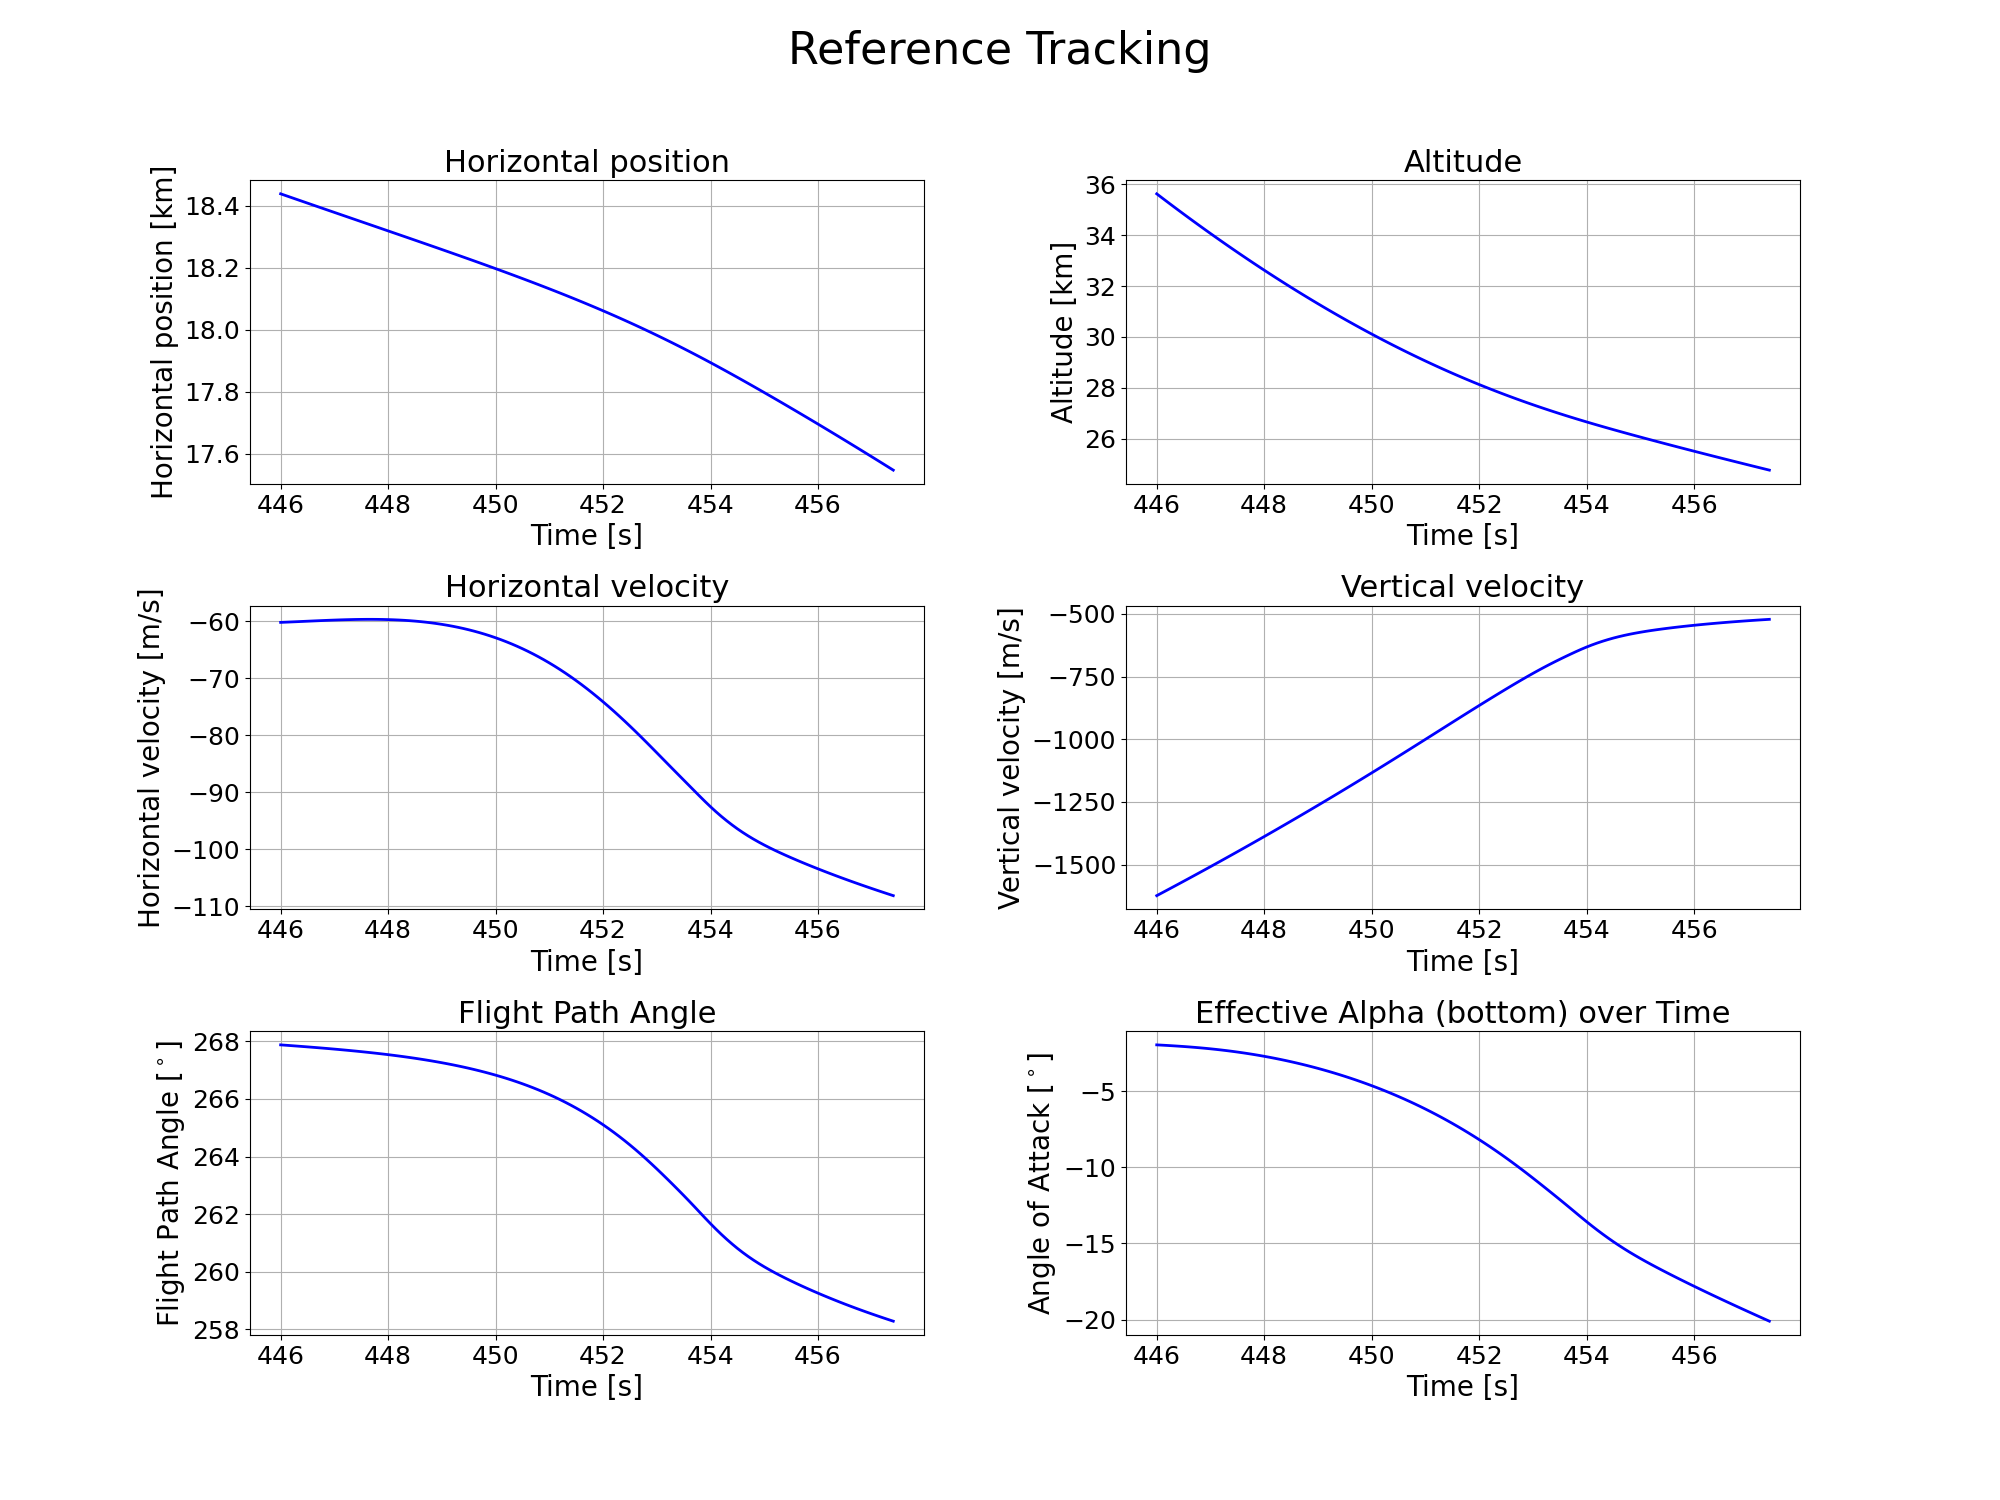 Reference Tracking
Horizontal position
Horizontal position [km]
18.4
18.2
18.0
17.8
17.6
446 448 450 452 454 456
Time [s]
Altitude
Altitude [km]
36
34
32
30
28
26
446 448 450 452 454 456
Time [s]
Horizontal velocity
Horizontal velocity [m/s]
−60
−70
−80
−90
−100
−110
446 448 450 452 454 456
Time [s]
Vertical velocity
Vertical velocity [m/s]
−500
−750
−1000
−1250
−1500
446 448 450 452 454 456
Time [s]
Flight Path Angle
Flight Path Angle [°]
268
266
264
262
260
258
446 448 450 452 454 456
Time [s]
Effective Alpha (bottom) over Time
Angle of Attack [°]
−5
−10
−15
−20
446 448 450 452 454 456
Time [s]